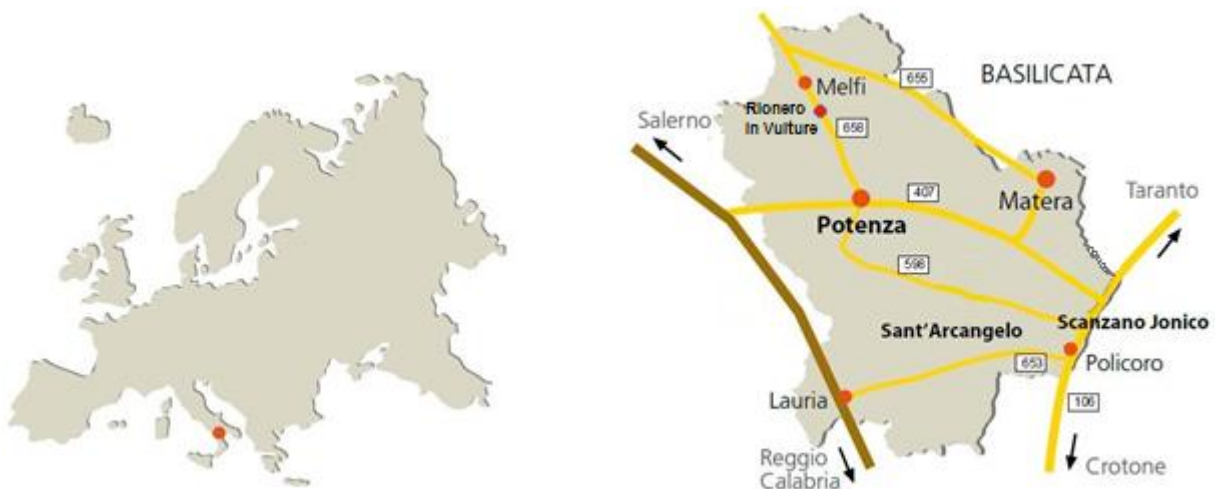 BASILICATA
655
Melfi
Rionero
in Vulture
658
Salerno
Matera
Taranto
407
Potenza
598
Sant'Arcangelo
Scanzano Jonico
653
Policoro
Lauria
106
Reggio
Calabria
Crotone